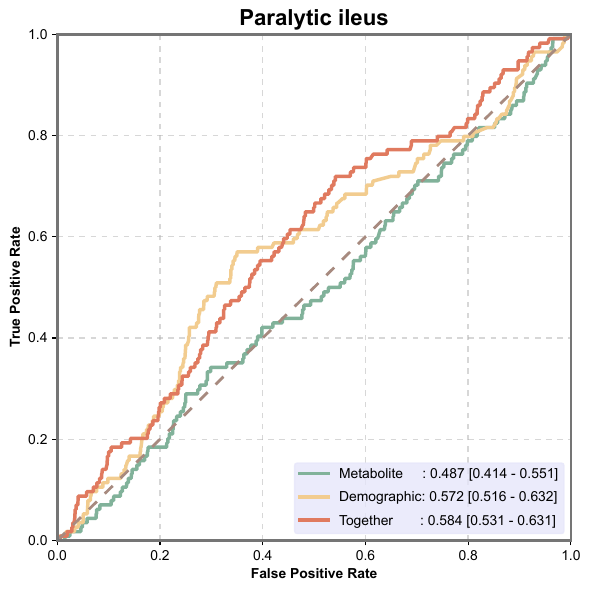 Paralytic ileus
True Positive Rate
1.0
0.8
0.6
0.4
0.2
0.0
Metabolite : 0.487 [0.414 - 0.551]
Demographic: 0.572 [0.516 - 0.632]
Together : 0.584 [0.531 - 0.631]
0.0 0.2 0.4 0.6 0.8 1.0
False Positive Rate